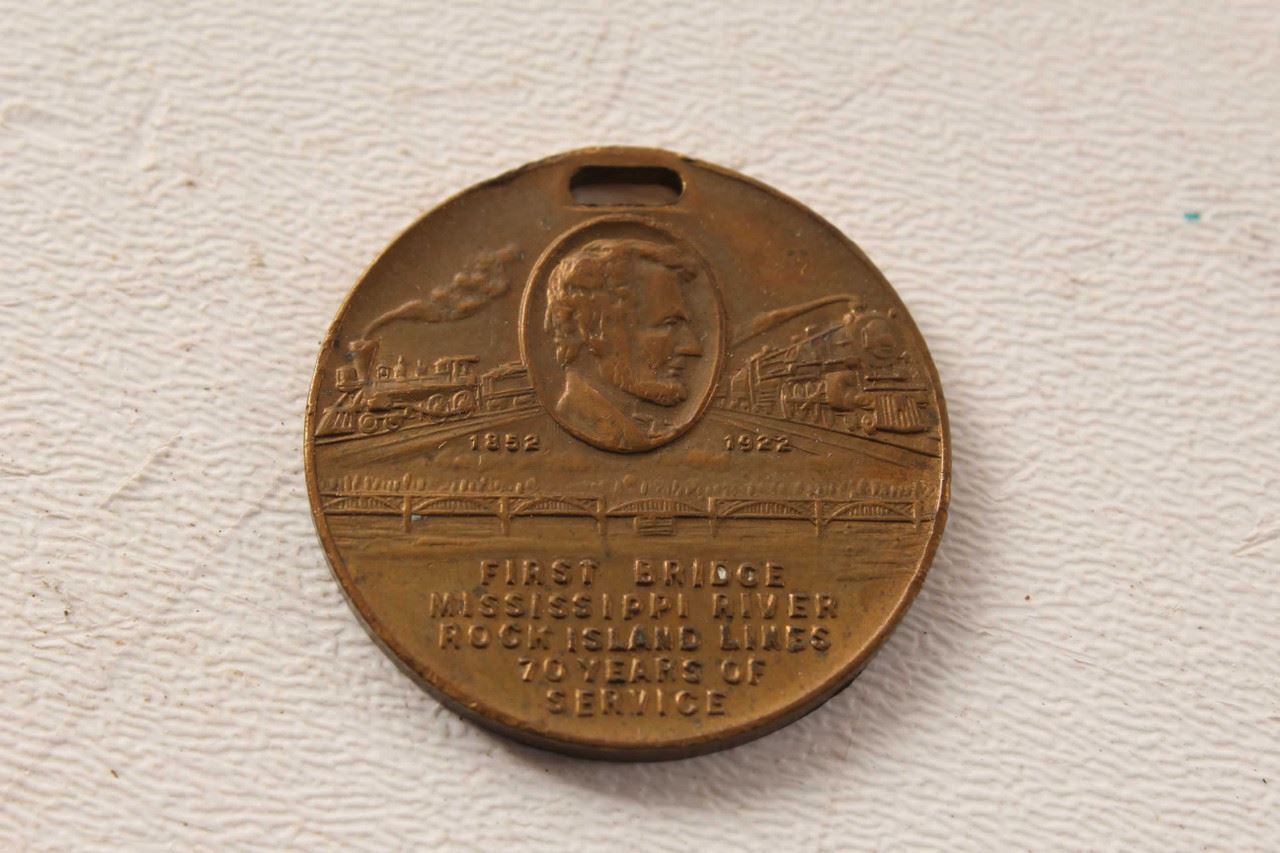 1852 1922
FIRST BRIDGE
MISSISSIPPI RIVER
ROCK ISLAND LINES
70 YEARS OF
SERVICE